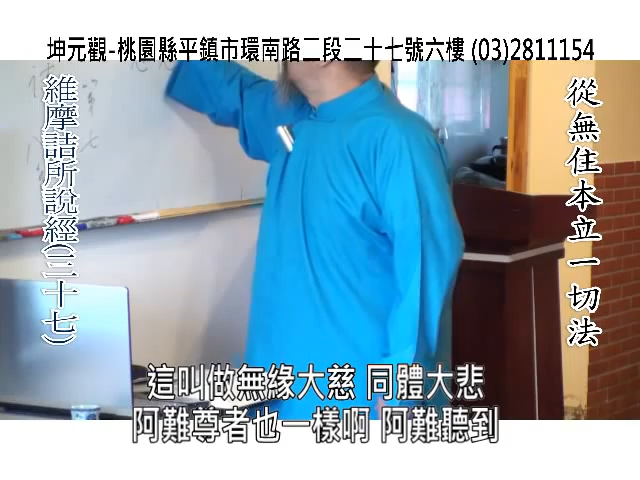 坤元觀-桃園縣平鎮市環南路二段二十七號六樓 (03)2811154
維摩詰所說經(三十七)
從無住本立一切法
這叫做無緣大慈 同體大悲
阿難尊者也一樣啊 阿難聽到